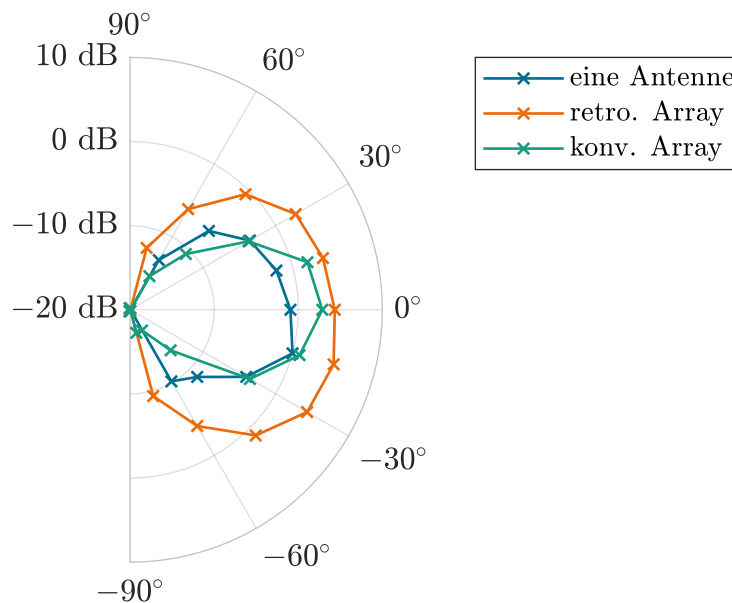 90°
10 dB
60°
eine Antenne
retro. Array
0 dB
30°
konv. Array
−10 dB
−20 dB
0°
−30°
−60°
−90°